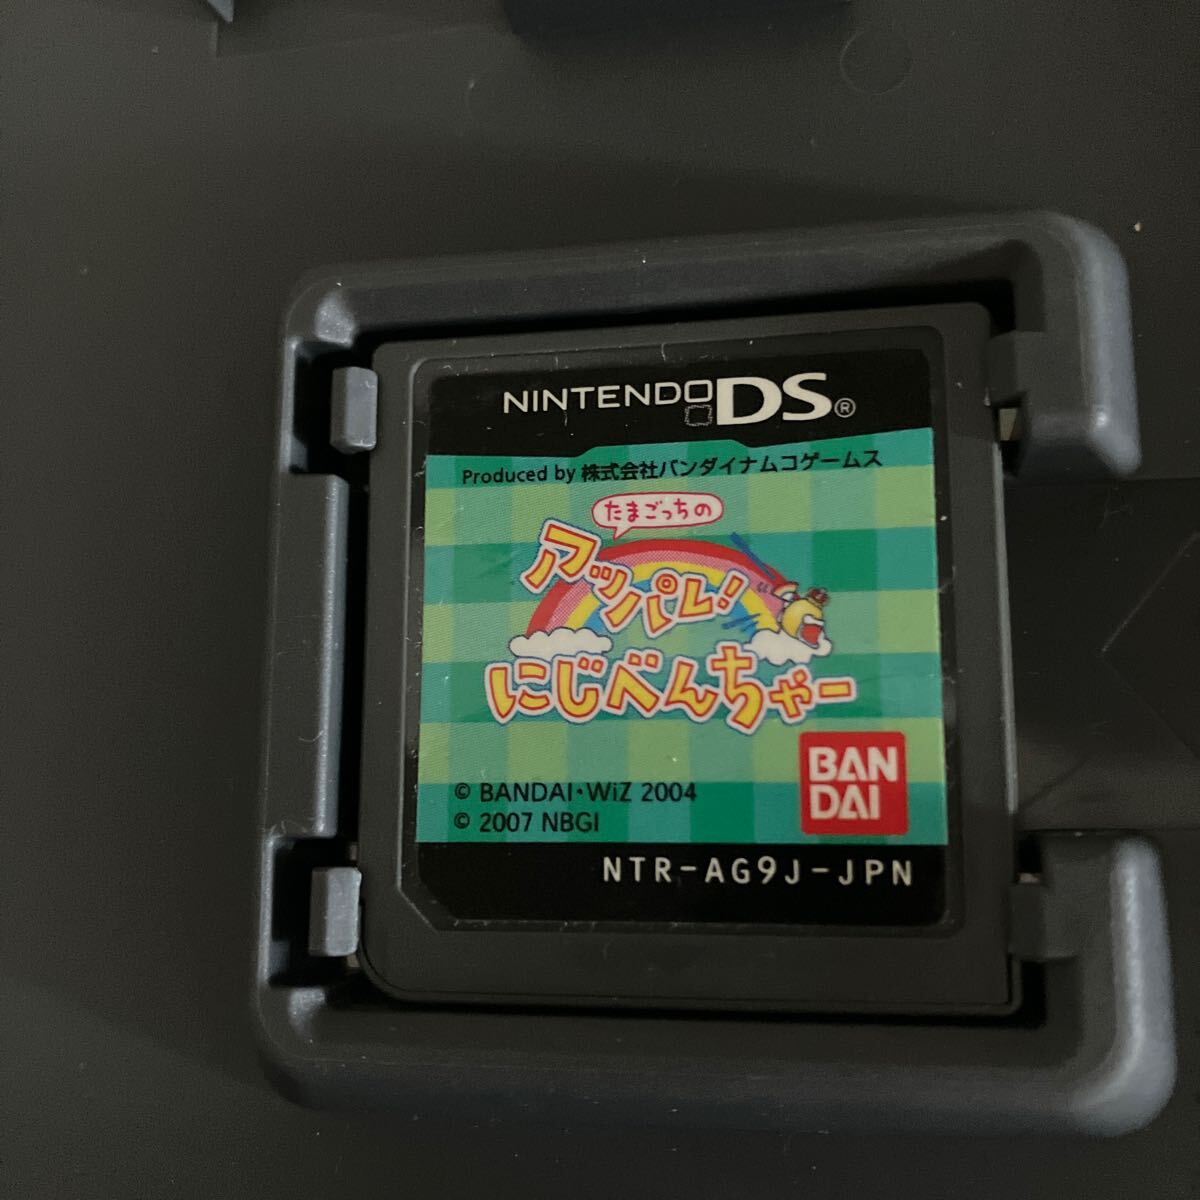 NINTENDO DS®
Produced by 株式会社バンダイナムコゲームス
たまごっちの
アッパレ!
にじべんちゃー
© BANDAI・WiZ 2004
© 2007 NBGI
BAN
DAI
NTR-AG9J-JPN